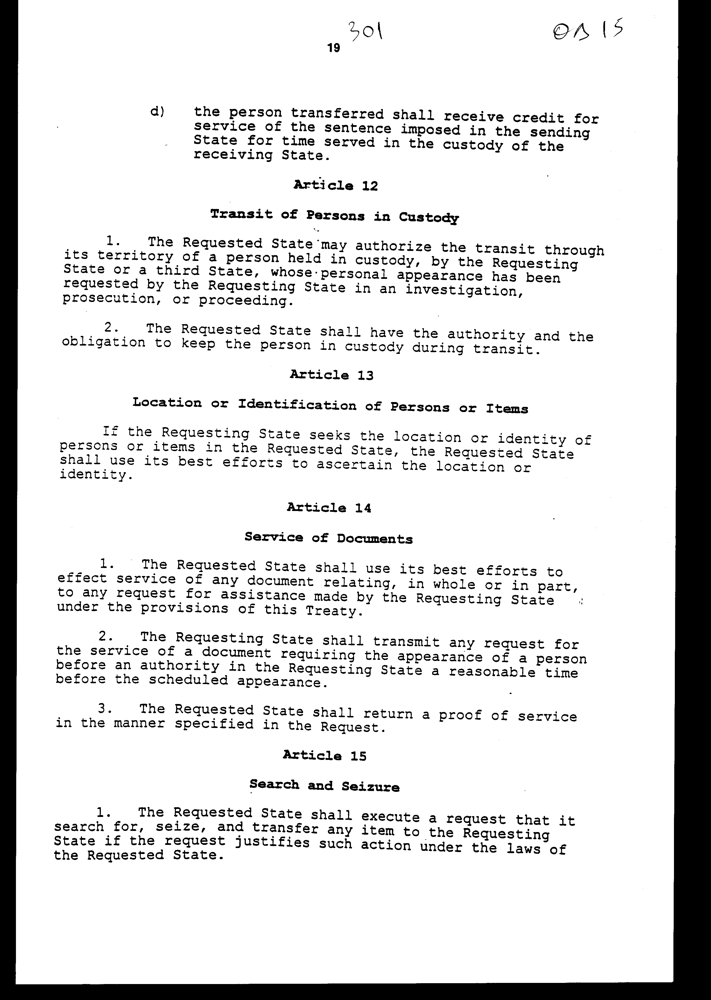 301
19
d) the person transferred shall receive credit for
service of the sentence imposed in the sending
State for time served in the custody of the
receiving State.
Article 12
Transit of Persons in Custody
1. The Requested State may authorize the transit through
its territory of a person held in custody, by the Requesting
State or a third State, whose personal appearance has been
requested by the Requesting State in an investigation,
prosecution, or proceeding.
2. The Requested State shall have the authority and the
obligation to keep the person in custody during transit.
Article 13
Location or Identification of Persons or Items
If the Requesting State seeks the location or identity of
persons or items in the Requested State, the Requested State
shall use its best efforts to ascertain the location or
identity.
Article 14
Service of Documents
1. The Requested State shall use its best efforts to
effect service of any document relating, in whole or in part,
to any request for assistance made by the Requesting State
under the provisions of this Treaty.
2. The Requesting State shall transmit any request for
the service of a document requiring the appearance of a person
before an authority in the Requesting State a reasonable time
before the scheduled appearance.
3. The Requested State shall return a proof of service
in the manner specified in the Request.
Article 15
Search and Seizure
1. The Requested State shall execute a request that it
search for, seize, and transfer any item to the Requesting
State if the request justifies such action under the laws of
the Requested State.